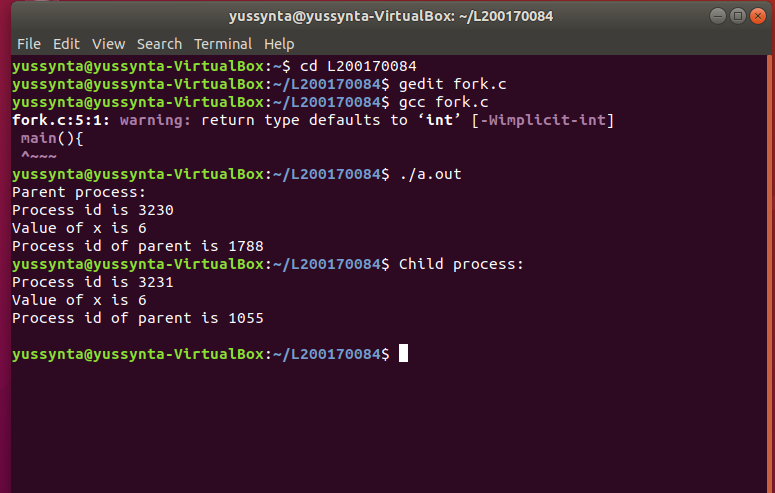 yussynta@yussynta-VirtualBox: ~/L200170084
File Edit View Search Terminal Help
yussynta@yussynta-VirtualBox:~$ cd L200170084
yussynta@yussynta-VirtualBox:~/L200170084$ gedit fork.c
yussynta@yussynta-VirtualBox:~/L200170084$ gcc fork.c
fork.c:5:1: warning: return type defaults to ‘int’ [-Wimplicit-int]
 main(){
 ^~~~
yussynta@yussynta-VirtualBox:~/L200170084$ ./a.out
Parent process:
Process id is 3230
Value of x is 6
Process id of parent is 1788
yussynta@yussynta-VirtualBox:~/L200170084$ Child process:
Process id is 3231
Value of x is 6
Process id of parent is 1055
yussynta@yussynta-VirtualBox:~/L200170084$